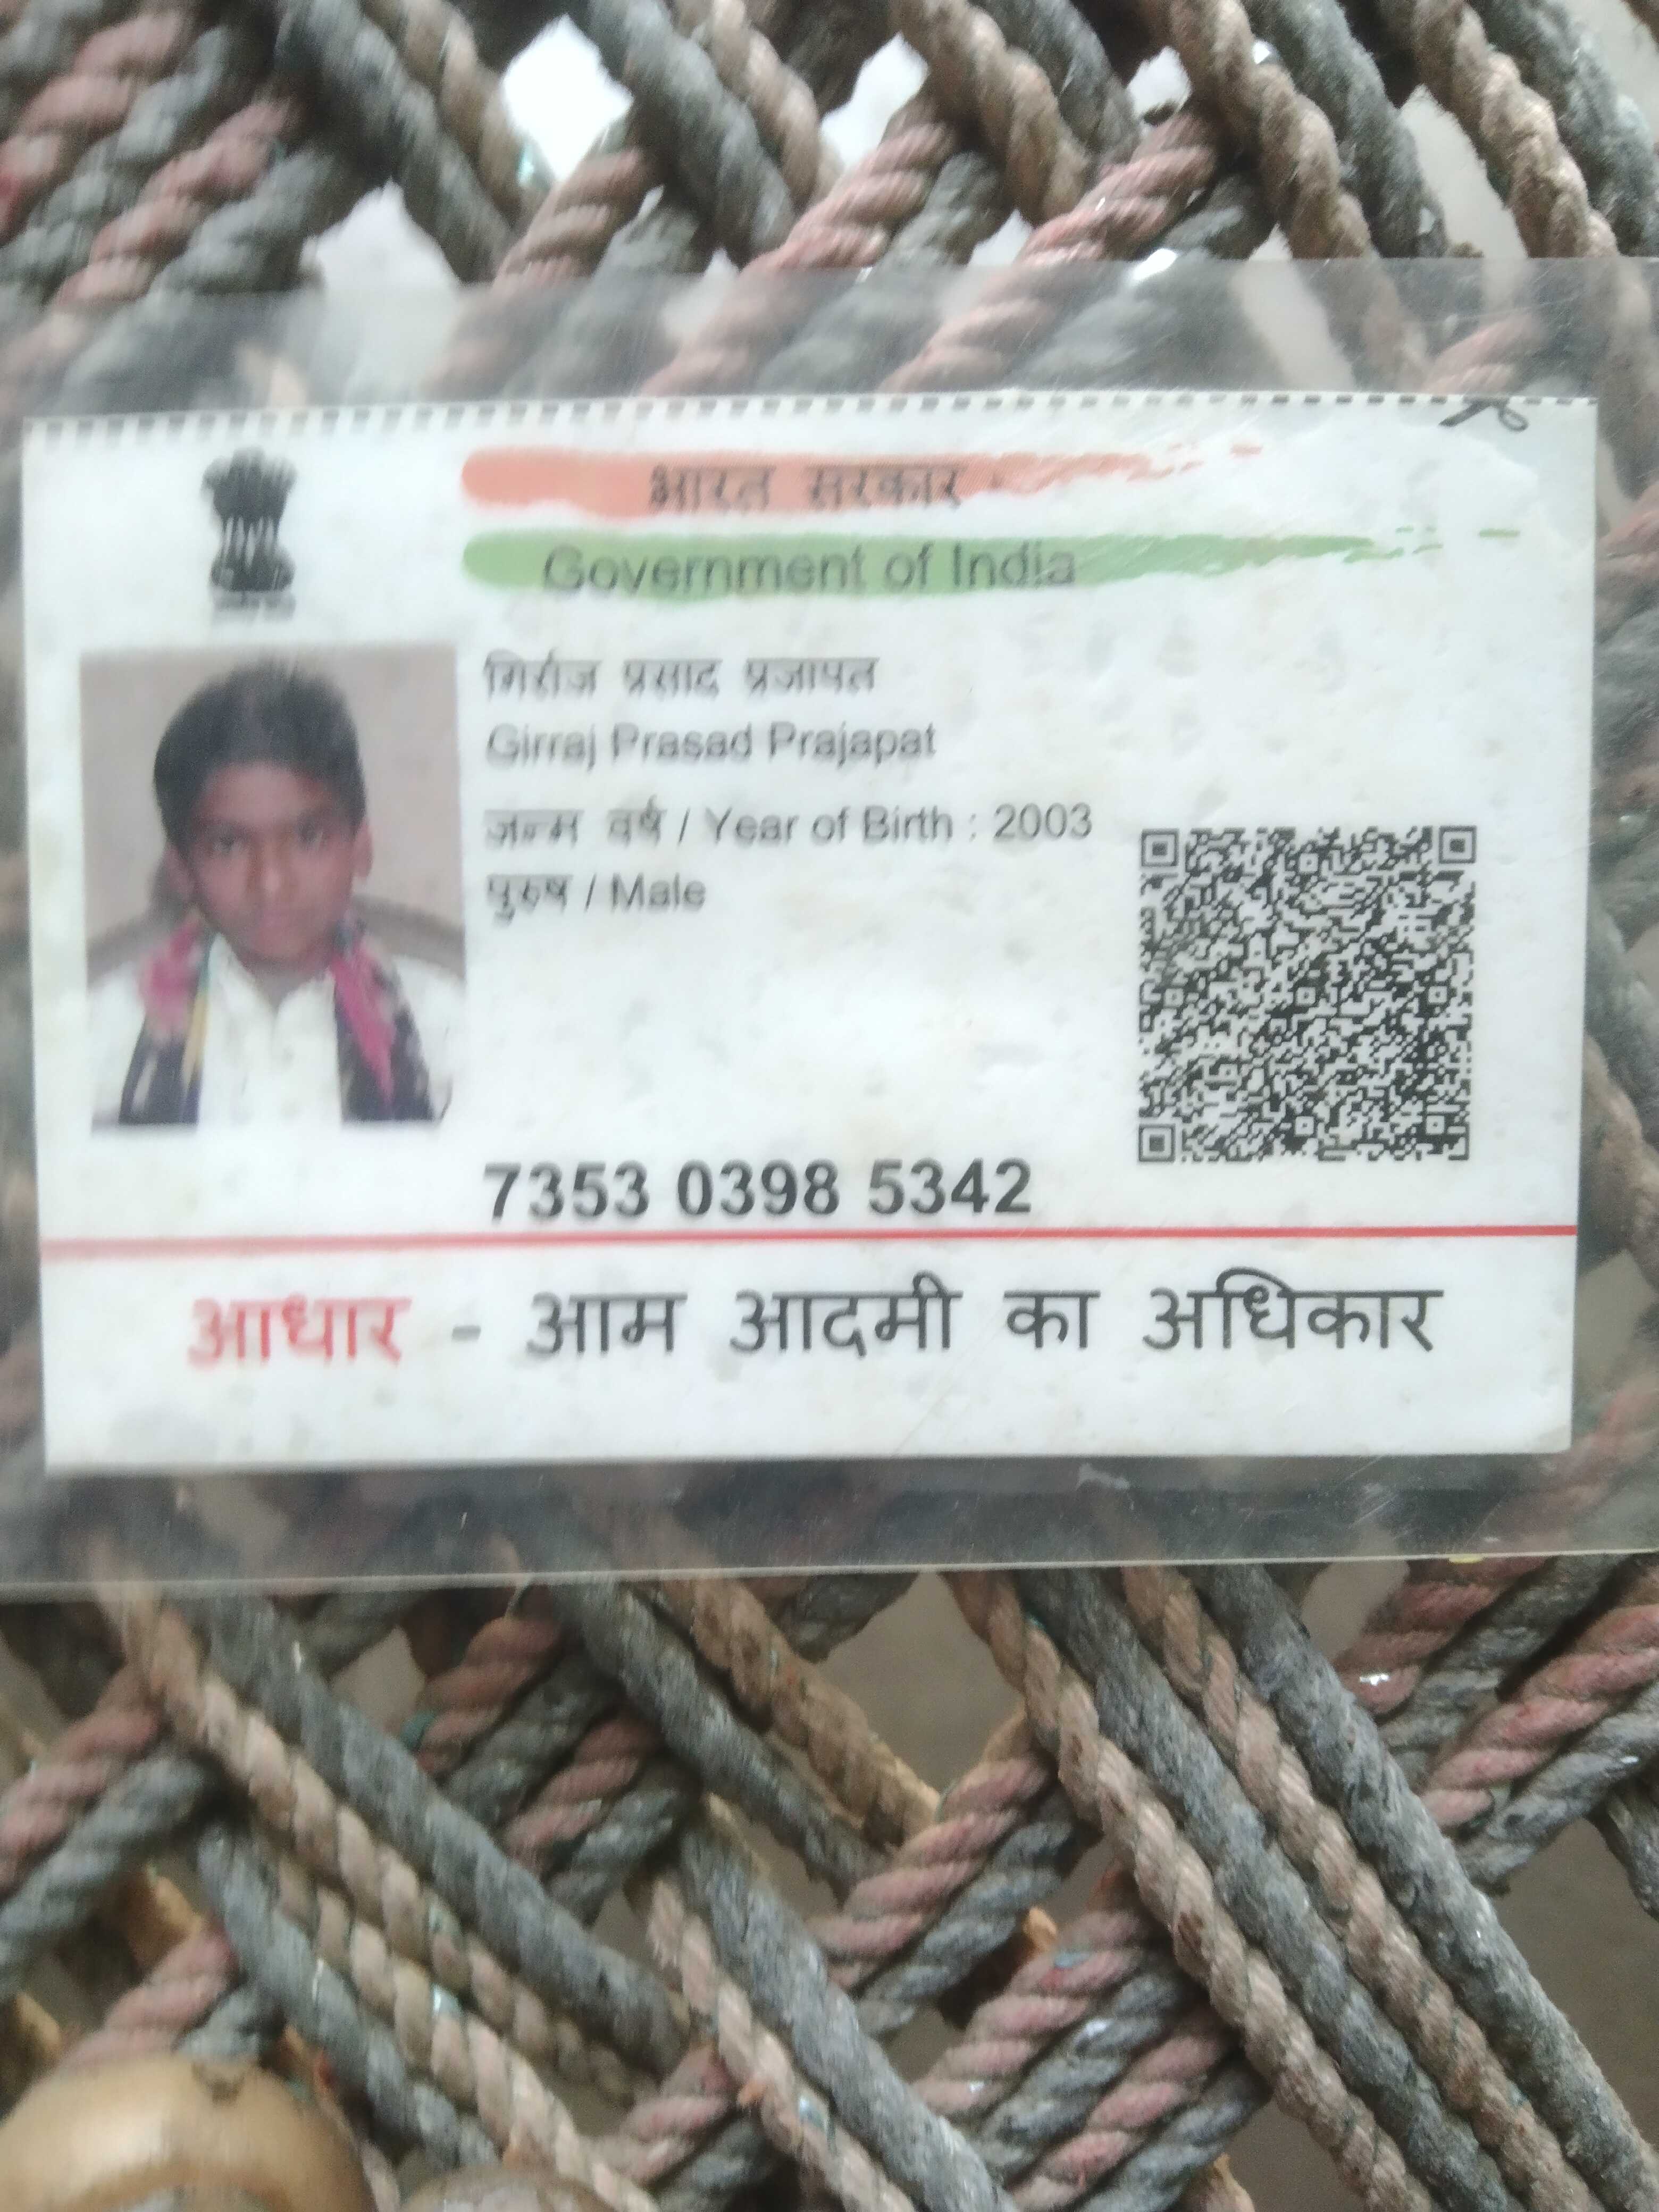 भारत सरकार
Government of India
गिर्राज प्रसाद प्रजापत
Girraj Prasad Prajapat
जन्म वर्ष / Year of Birth : 2003
पुरुष / Male
7353 0398 5342
आधार - आम आदमी का अधिकार